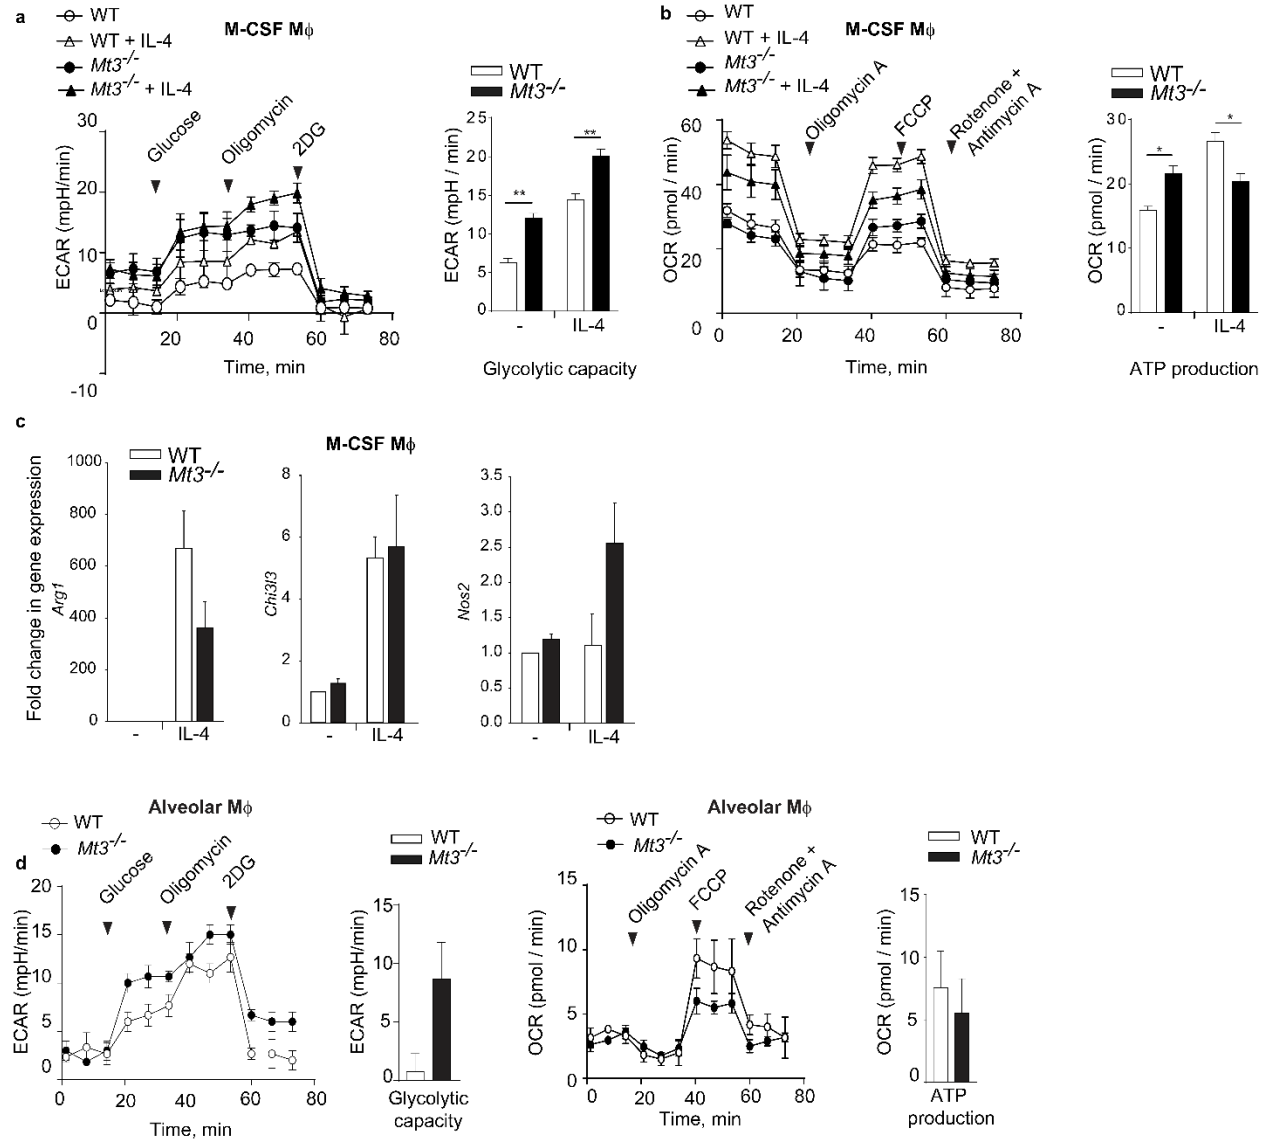 a
WT
WT + IL-4
Mt3-/-
Mt3-/- + IL-4
M-CSF Mϕ
Glucose
Oligomycin
2DG
ECAR (mpH/min)
30
20
10
0
-10
20
40
60
80
Time, min
WT
Mt3-/-
ECAR (mpH / min)
25
20
15
10
5
0
**
**
-
IL-4
Glycolytic capacity
b
WT
WT + IL-4
Mt3-/-
Mt3-/- + IL-4
M-CSF Mϕ
Oligomycin A
FCCP
Rotenone +
Antimycin A
OCR (pmol / min)
60
40
20
0
0
20
40
60
80
Time, min
WT
Mt3-/-
OCR (pmol / min)
30
20
10
0
*
*
-
IL-4
ATP production
c
M-CSF Mϕ
WT
Mt3-/-
Fold change in gene expression
Arg1
1000
800
600
400
200
0
-
IL-4
Chi3l3
8
6
4
2
0
-
IL-4
Nos2
3.5
3.0
2.5
2.0
1.5
1.0
0.5
0.0
-
IL-4
d
Alveolar Mϕ
WT
Mt3-/-
Glucose
Oligomycin
2DG
ECAR (mpH/min)
20
15
10
5
0
0
20
40
60
80
Time, min
WT
Mt3-/-
ECAR (mpH/min)
15
10
5
0
Glycolytic
capacity
Alveolar Mϕ
WT
Mt3-/-
Oligomycin A
FCCP
Rotenone +
Antimycin A
OCR (pmol / min)
15
10
5
0
0
20
40
60
80
Time, min
WT
Mt3-/-
OCR (pmol / min)
15
10
5
0
ATP
production